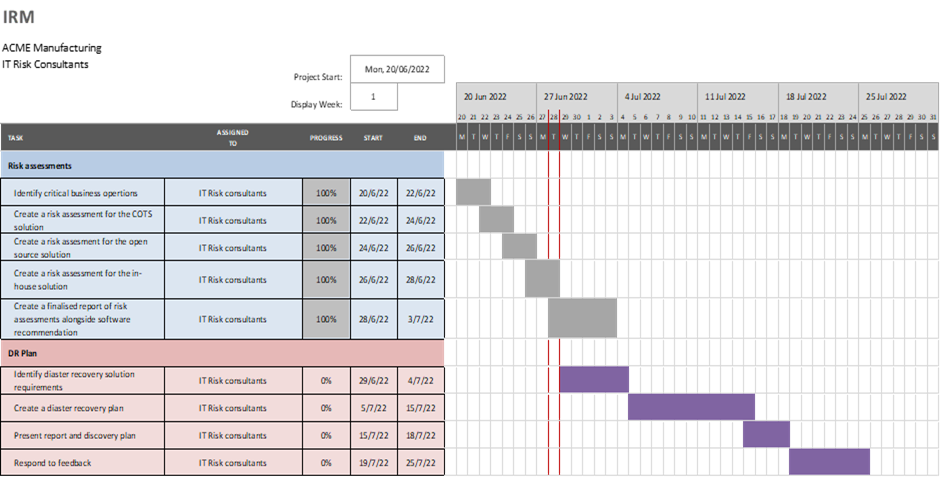 IRM
ACME Manufacturing
IT Risk Consultants
Project Start: Mon, 20/06/2022
Display Week: 1
20 Jun 2022 27 Jun 2022 4 Jul 2022 11 Jul 2022 18 Jul 2022 25 Jul 2022
20 21 22 23 24 25 26 27 28 29 30 1 2 3 4 5 6 7 8 9 10 11 12 13 14 15 16 17 18 19 20 21 22 23 24 25 26 27 28 29 30 31
TASK ASSIGNED TO PROGRESS START END M T W T F S S M T W T F S S M T W T F S S M T W T F S S M T W T F S S M T W T F S S
Risk assessments
Identify critical business opertions IT Risk consultants 100% 20/6/22 22/6/22
Create a risk assessment for the COTS
solution IT Risk consultants 100% 22/6/22 24/6/22
Create a risk assesment for the open
source solution IT Risk consultants 100% 24/6/22 26/6/22
Create a risk assessment for the in-
house solution IT Risk consultants 100% 26/6/22 28/6/22
Create a finalised report of risk
assessments alongside software
recommendation IT Risk consultants 100% 28/6/22 3/7/22
DR Plan
Identify diaster recovery solution
requirements IT Risk consultants 0% 29/6/22 4/7/22
Create a diaster recovery plan IT Risk consultants 0% 5/7/22 15/7/22
Present report and discovery plan IT Risk consultants 0% 15/7/22 18/7/22
Respond to feedback IT Risk consultants 0% 19/7/22 25/7/22